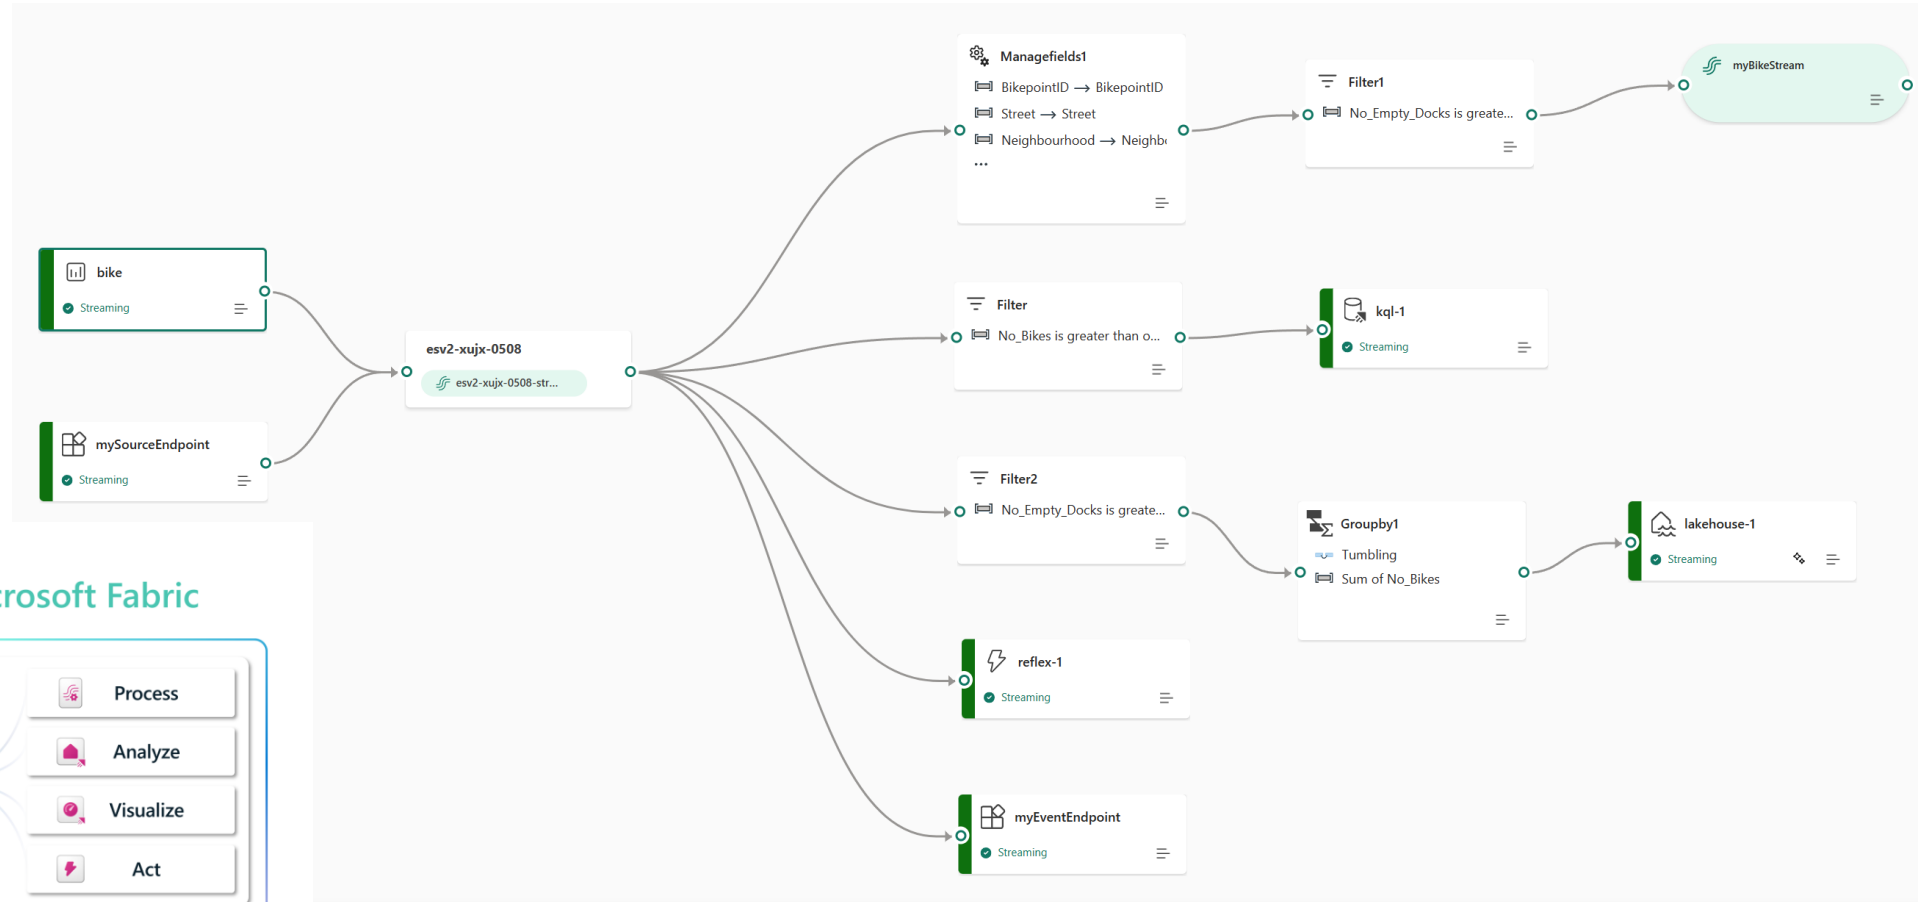 bike
Streaming
mySourceEndpoint
Streaming
esv2-xujx-0508
esv2-xujx-0508-str...
Managefields1
BikepointID → BikepointID
Street → Street
Neighbourhood → Neighb
...
Filter1
No_Empty_Docks is greate...
myBikeStream
Filter
No_Bikes is greater than o...
kql-1
Streaming
Filter2
No_Empty_Docks is greate...
Groupby1
Tumbling
Sum of No_Bikes
lakehouse-1
Streaming
reflex-1
Streaming
myEventEndpoint
Streaming
crosoft Fabric
Process
Analyze
Visualize
Act